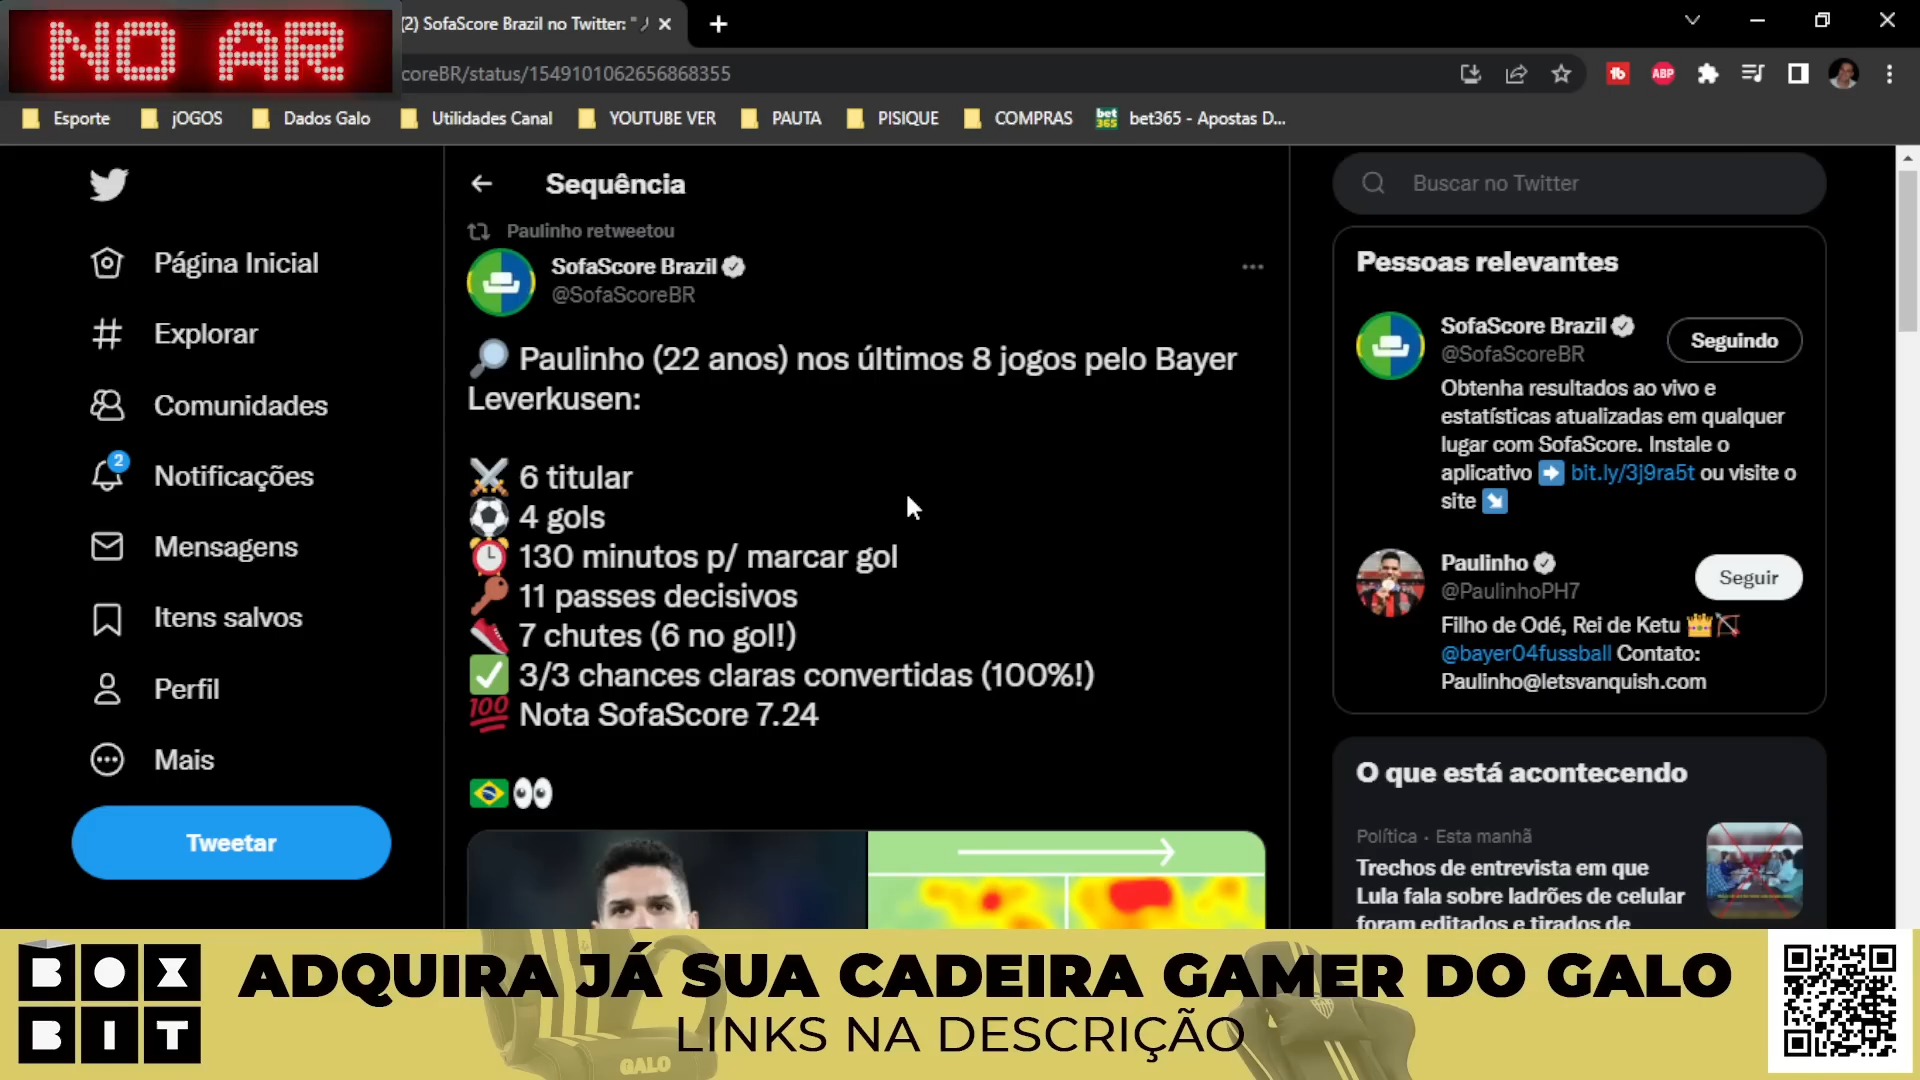 NO AR
(2) SofaScore Brazil no Twitter: "
coreBR/status/1549101062656868355
Esporte
jOGOS
Dados Galo
Utilidades Canal
YOUTUBE VER
PAUTA
PISIQUE
COMPRAS
bet365 - Apostas D...
Página Inicial
Explorar
Comunidades
2
Notificações
Mensagens
Itens salvos
Perfil
Mais
Tweetar
Sequência
Paulinho retweetou
SofaScore Brazil
@SofaScoreBR
🔎 Paulinho (22 anos) nos últimos 8 jogos pelo Bayer
Leverkusen:
⚔️ 6 titular
⚽ 4 gols
⏰ 130 minutos p/ marcar gol
🔑 11 passes decisivos
👟 7 chutes (6 no gol!)
✅ 3/3 chances claras convertidas (100%!)
💯 Nota SofaScore 7.24
🇧🇷👀
Buscar no Twitter
Pessoas relevantes
SofaScore Brazil
@SofaScoreBR
Seguindo
Obtenha resultados ao vivo e
estatísticas atualizadas em qualquer
lugar com SofaScore. Instale o
aplicativo ➡️ bit.ly/3j9ra5t ou visite o
site ↘️
Paulinho
@PaulinhoPH7
Seguir
Filho de Odé, Rei de Ketu 👑🏹
@bayer04fussball Contato:
Paulinho@letsvanquish.com
O que está acontecendo
Política · Esta manhã
Trechos de entrevista em que
Lula fala sobre ladrões de celular
foram editados e tirados de
BOX
BIT
ADQUIRA JÁ SUA CADEIRA GAMER DO GALO
LINKS NA DESCRIÇÃO
GALO